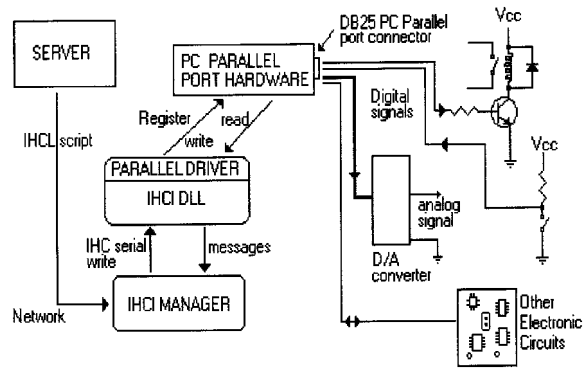 SERVER
PC PARALLEL
PORT HARDWARE
DB25 PC Parallel
port connector
Vcc
IHCL script
Register
write
read
Digital
signals
Vcc
PARALLEL DRIVER
IHCI DLL
analog
signal
IHC serial
write
messages
D/A
converter
IHCI MANAGER
Network
Other
Electronic
Circuits